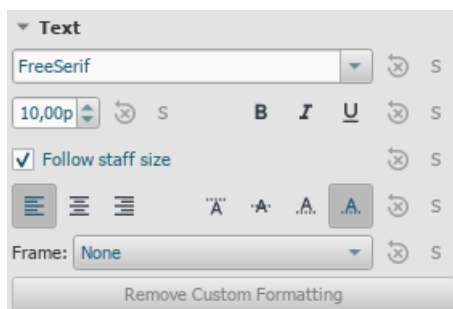 Text
FreeSerif S
10,00p S B I U S
Follow staff size S
A A A A S
Frame: None S
Remove Custom Formatting